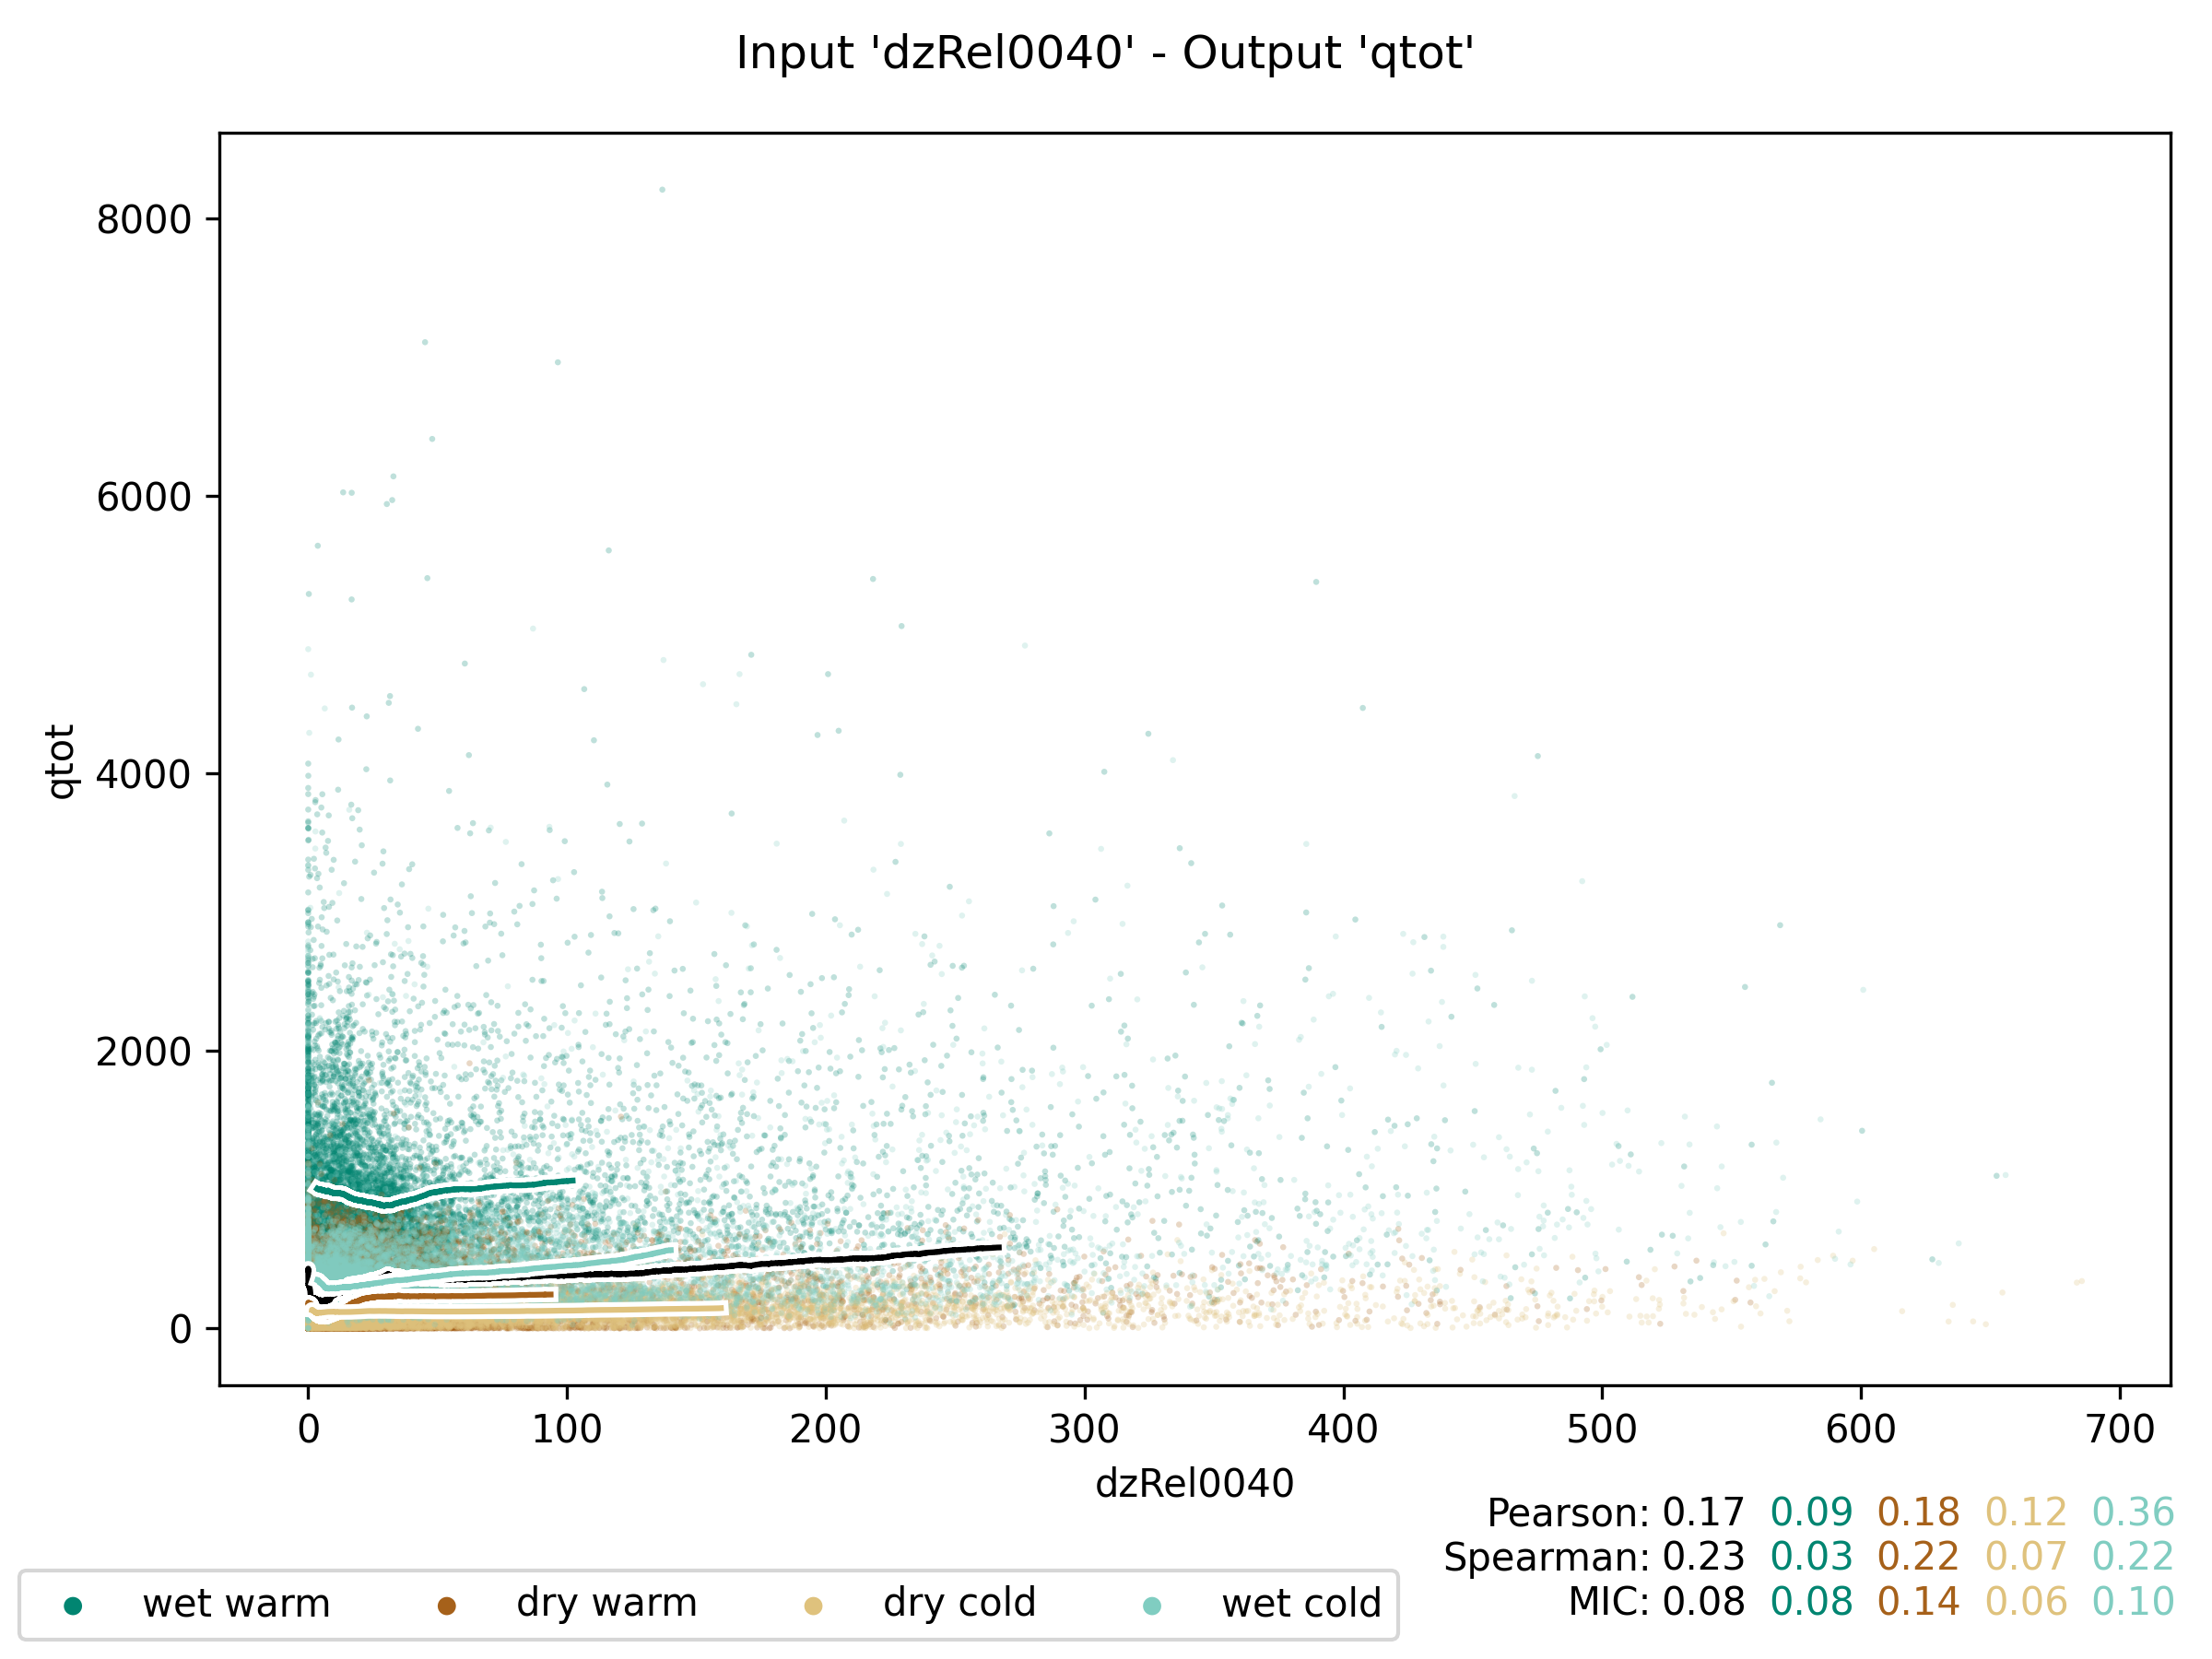 Input 'dzRel0040' - Output 'qtot'
8000
6000
4000
2000
0
qtot
0 100 200 300 400 500 600 700
dzRel0040
Pearson: 0.17 0.09 0.18 0.12 0.36
Spearman: 0.23 0.03 0.22 0.07 0.22
MIC: 0.08 0.08 0.14 0.06 0.10
wet warm dry warm dry cold wet cold